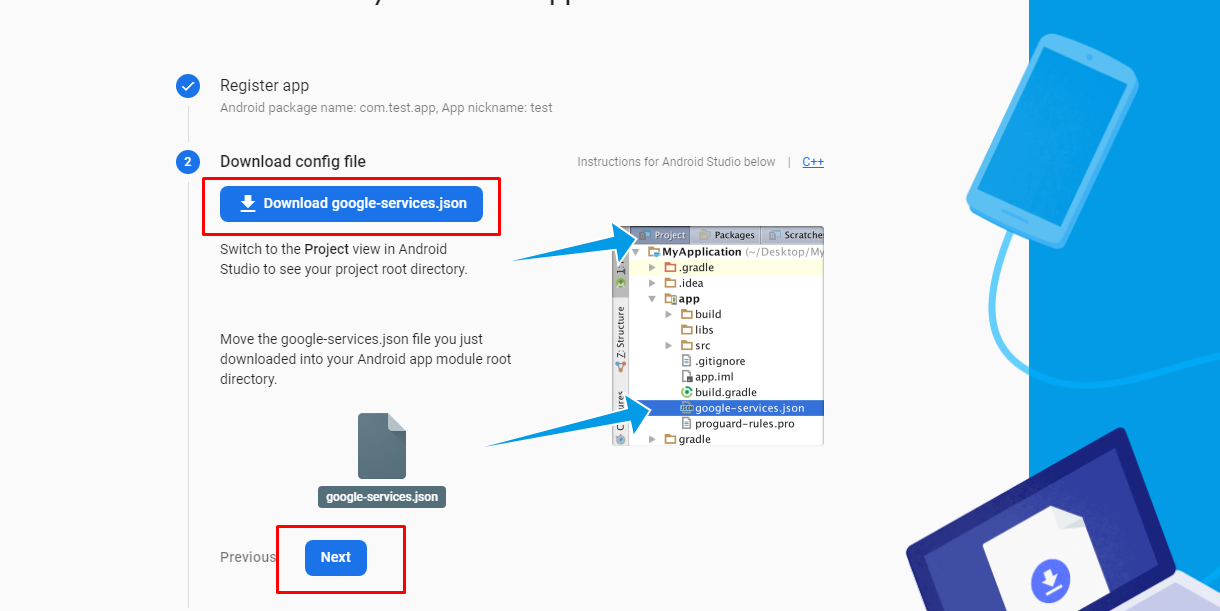 Register app
Android package name: com.test.app, App nickname: test
2
Download config file
Instructions for Android Studio below | C++
Download google-services.json
Switch to the Project view in Android
Studio to see your project root directory.
Project
Packages
Scratches
MyApplication (~/Desktop/My
.gradle
.idea
app
build
libs
src
.gitignore
app.iml
build.gradle
google-services.json
proguard-rules.pro
gradle
Z: Structure
Move the google-services.json file you just
downloaded into your Android app module root
directory.
google-services.json
Previous
Next